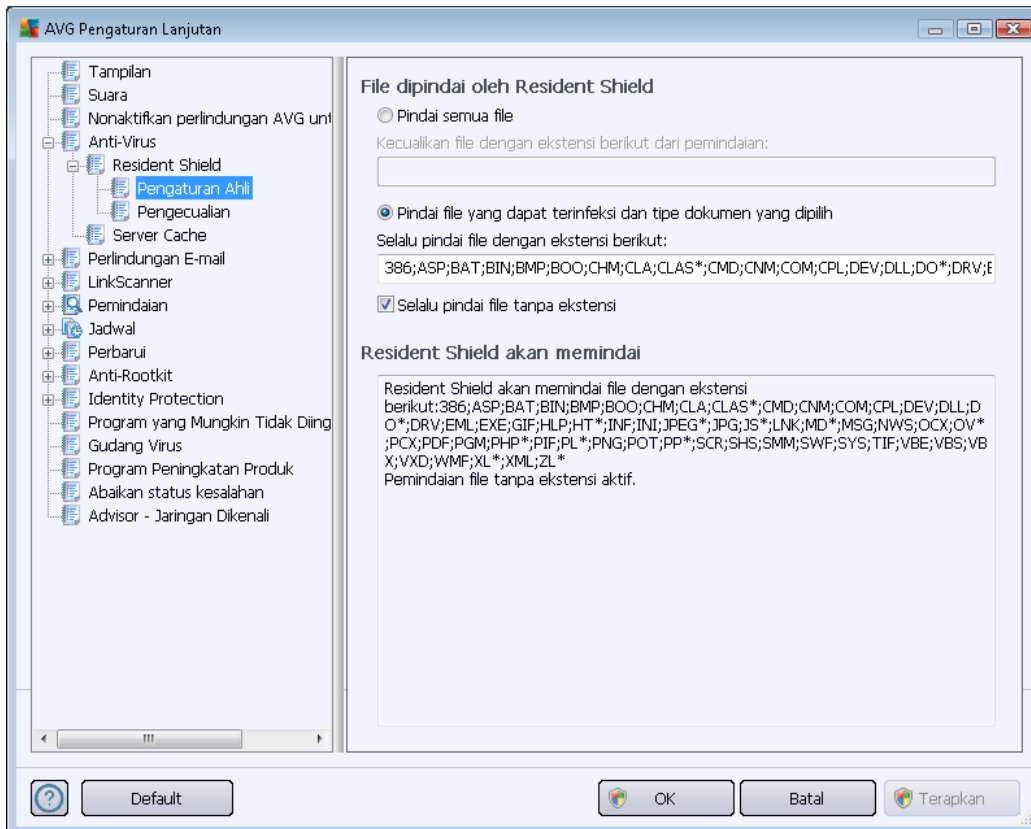 AVG Pengaturan Lanjutan
Tampilan
Suara
Nonaktifkan perlindungan AVG unt
Anti-Virus
Resident Shield
Pengaturan Ahli
Pengecualian
Server Cache
Perlindungan E-mail
LinkScanner
Pemindaian
Jadwal
Perbarui
Anti-Rootkit
Identity Protection
Program yang Mungkin Tidak Diing
Gudang Virus
Program Peningkatan Produk
Abaikan status kesalahan
Advisor - Jaringan Dikenali
File dipindai oleh Resident Shield
Pindai semua file
Kecualikan file dengan ekstensi berikut dari pemindaian:
Pindai file yang dapat terinfeksi dan tipe dokumen yang dipilih
Selalu pindai file dengan ekstensi berikut:
386;ASP;BAT;BIN;BMP;BOO;CHM;CLA;CLAS*;CMD;CNM;COM;CPL;DEV;DLL;DO*;DRV;E
Selalu pindai file tanpa ekstensi
Resident Shield akan memindai
Resident Shield akan memindai file dengan ekstensi
berikut:386;ASP;BAT;BIN;BMP;BOO;CHM;CLA;CLAS*;CMD;CNM;COM;CPL;DEV;DLL;D
O*;DRV;EML;EXE;GIF;HLP;HT*;INF;INI;JPEG*;JPG;JS*;LNK;MD*;MSG;NWS;OCX;OV*
;PCX;PDF;PGM;PHP*;PIF;PL*;PNG;POT;PP*;SCR;SHS;SMM;SWF;SYS;TIF;VBE;VBS;VB
X;VXD;WMF;XL*;XML;ZL*
Pemindaian file tanpa ekstensi aktif.
Default
OK
Batal
Terapkan